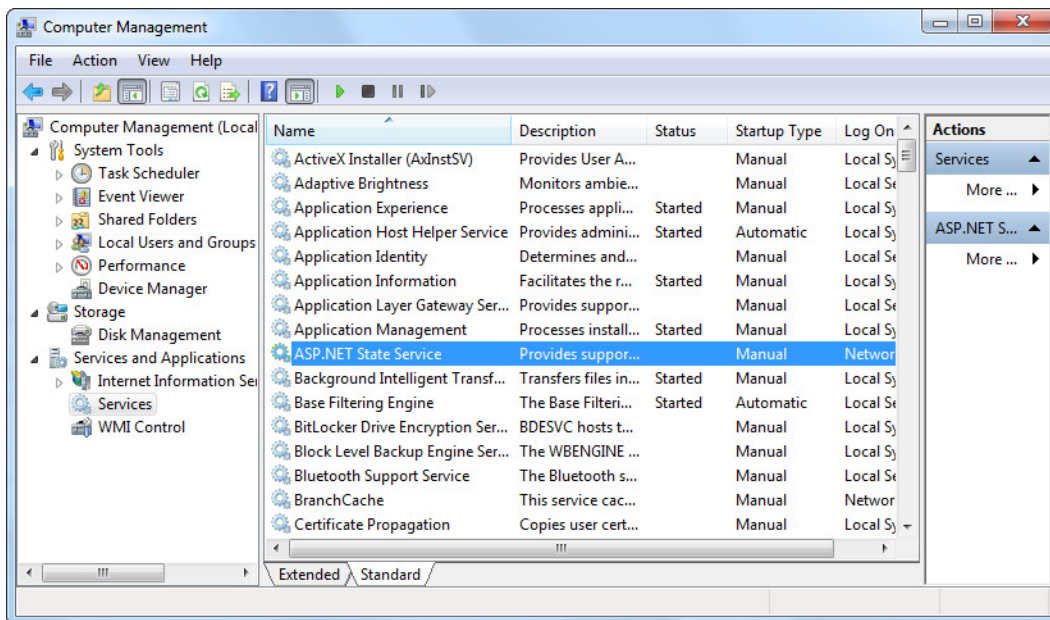 Computer Management
File Action View Help
Computer Management (Local
System Tools
Task Scheduler
Event Viewer
Shared Folders
Local Users and Groups
Performance
Device Manager
Storage
Disk Management
Services and Applications
Internet Information Ser
Services
WMI Control
Name Description Status Startup Type Log On
ActiveX Installer (AxInstSV) Provides User A... Manual Local Sy
Adaptive Brightness Monitors ambie... Manual Local Se
Application Experience Processes appli... Started Manual Local Sy
Application Host Helper Service Provides admini... Started Automatic Local Sy
Application Identity Determines and... Manual Local Se
Application Information Facilitates the r... Started Manual Local Sy
Application Layer Gateway Ser... Provides suppor... Manual Local Se
Application Management Processes install... Started Manual Local Sy
ASP.NET State Service Provides suppor... Manual Networ
Background Intelligent Transf... Transfers files in... Started Manual Local Sy
Base Filtering Engine The Base Filteri... Started Automatic Local Se
BitLocker Drive Encryption Ser... BDESVC hosts t... Manual Local Sy
Block Level Backup Engine Ser... The WBENGINE ... Manual Local Sy
Bluetooth Support Service The Bluetooth s... Manual Local Se
BranchCache This service cac... Manual Networ
Certificate Propagation Copies user cert... Manual Local Sy
Extended Standard
Actions
Services
More ...
ASP.NET S...
More ...